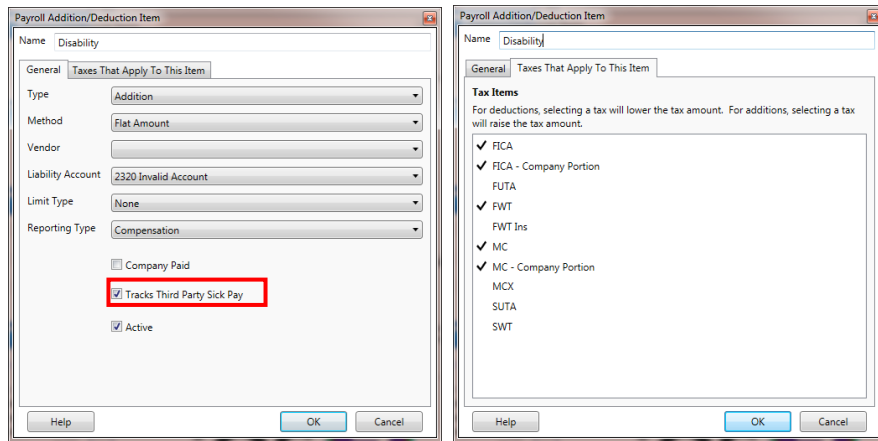 Payroll Addition/Deduction Item
Name Disability
General Taxes That Apply To This Item
Type Addition
Method Flat Amount
Vendor
Liability Account 2320 Invalid Account
Limit Type None
Reporting Type Compensation
Company Paid
Tracks Third Party Sick Pay
Active
Help OK Cancel
Payroll Addition/Deduction Item
Name Disability
General Taxes That Apply To This Item
Tax Items
For deductions, selecting a tax will lower the tax amount. For additions, selecting a tax
will raise the tax amount.
FICA
FICA - Company Portion
FUTA
FWT
FWT Ins
MC
MC - Company Portion
MCX
SUTA
SWT
Help OK Cancel